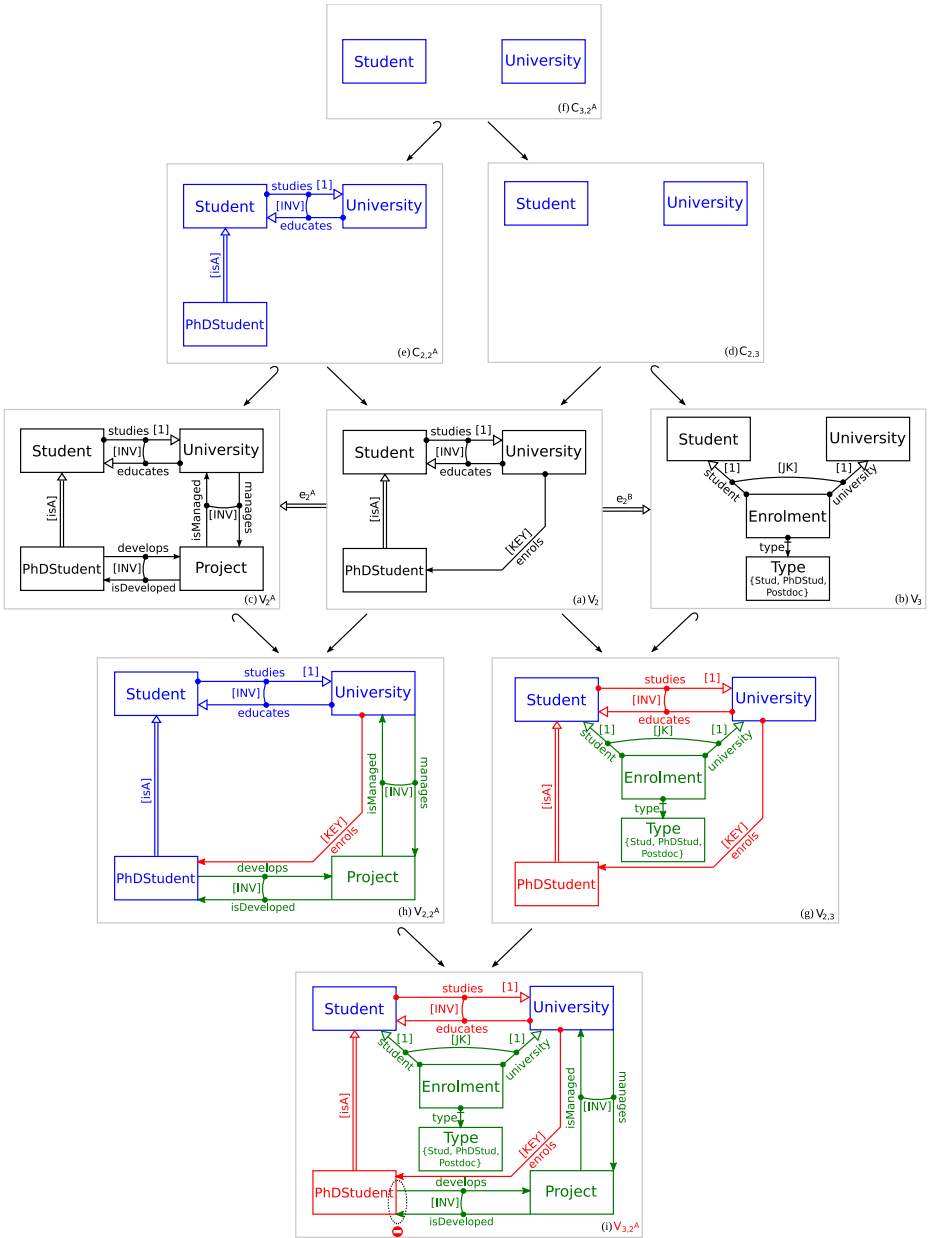 Student
University
(f) C3,2A
studies [1]
Student
[INV]
University
educates
[isA]
PhDStudent
(e) C2,2A
Student
University
(d) C2,3
studies [1]
Student
[INV]
University
educates
[isA]
isManaged
[INV]
manages
develops
PhDStudent
[INV]
Project
isDeveloped
(c) V2A
e2A
studies [1]
Student
[INV]
University
educates
[isA]
[KEY]
enrols
PhDStudent
(a) V2
e2B
Student
University
[1]
[JK]
[1]
student
university
Enrolment
type
Type
{Stud, PhDStud,
Postdoc}
(b) V3
studies [1]
Student
[INV]
University
educates
[isA]
isManaged
[INV]
manages
[KEY]
enrols
develops
PhDStudent
[INV]
Project
isDeveloped
(h) V2,2A
studies [1]
Student
[INV]
University
educates
[1]
[JK]
[1]
student
university
[isA]
Enrolment
type
Type
{Stud, PhDStud,
Postdoc}
[KEY]
enrols
PhDStudent
(g) V2,3
studies [1]
Student
[INV]
University
educates
[1]
[JK]
[1]
student
university
[isA]
Enrolment
isManaged
[INV]
manages
type
Type
{Stud, PhDStud,
Postdoc}
[KEY]
enrols
develops
PhDStudent
[INV]
Project
isDeveloped
(i) V3,2A